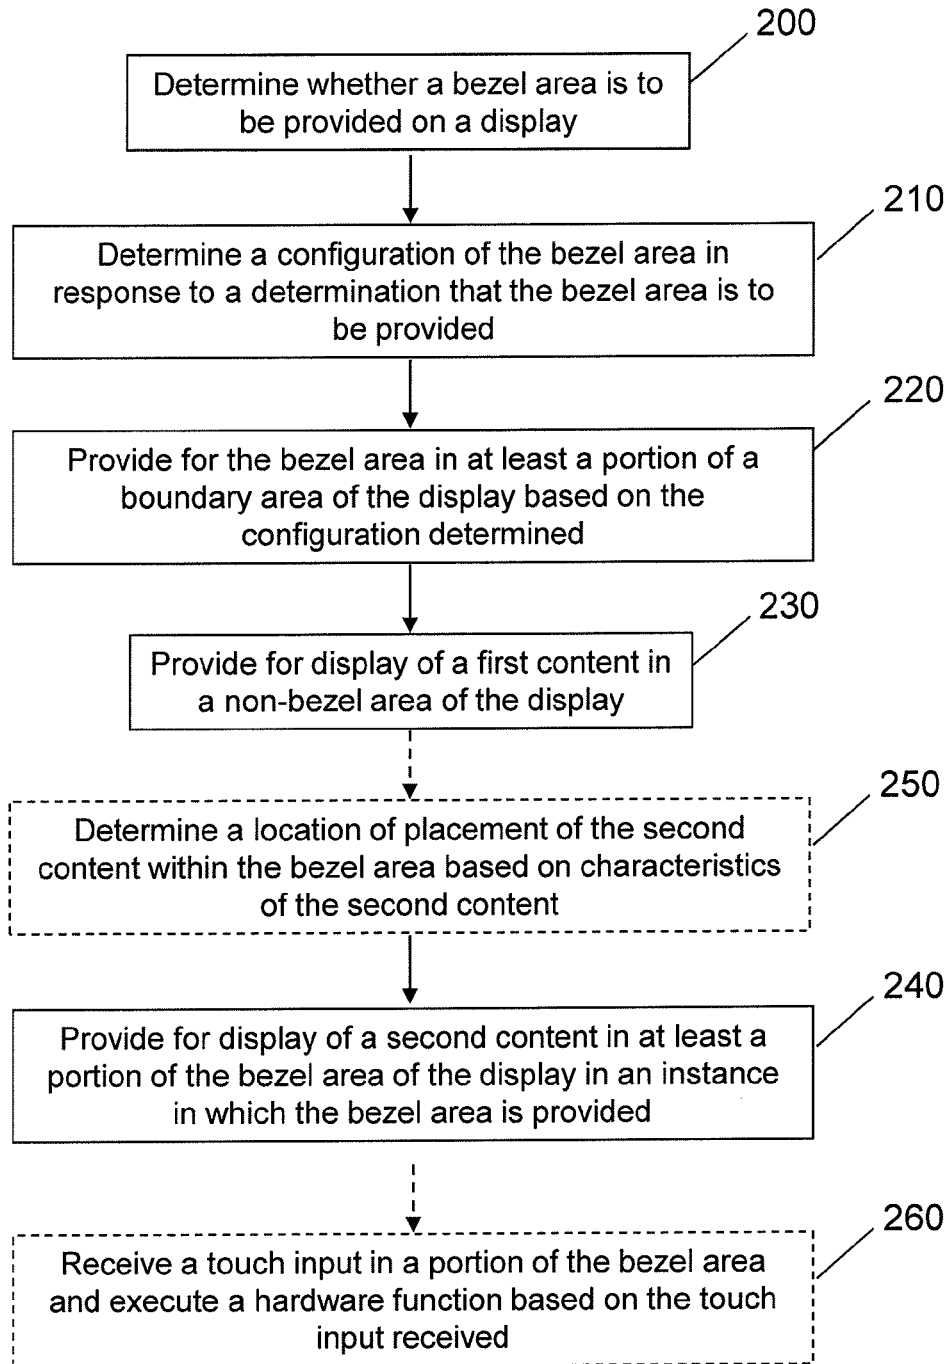 200
Determine whether a bezel area is to
be provided on a display
210
Determine a configuration of the bezel area in
response to a determination that the bezel area is to
be provided
220
Provide for the bezel area in at least a portion of a
boundary area of the display based on the
configuration determined
230
Provide for display of a first content in
a non-bezel area of the display
250
Determine a location of placement of the second
content within the bezel area based on characteristics
of the second content
240
Provide for display of a second content in at least a
portion of the bezel area of the display in an instance
in which the bezel area is provided
260
Receive a touch input in a portion of the bezel area
and execute a hardware function based on the touch
input received